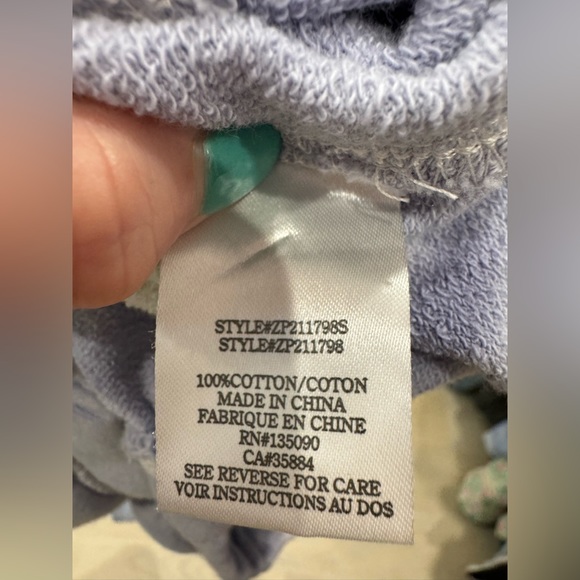 STYLE#ZP211798S
STYLE#ZP211798
100%COTTON/COTON
MADE IN CHINA
FABRIQUE EN CHINE
RN#135090
CA#35884
SEE REVERSE FOR CARE
VOIR INSTRUCTIONS AU DOS